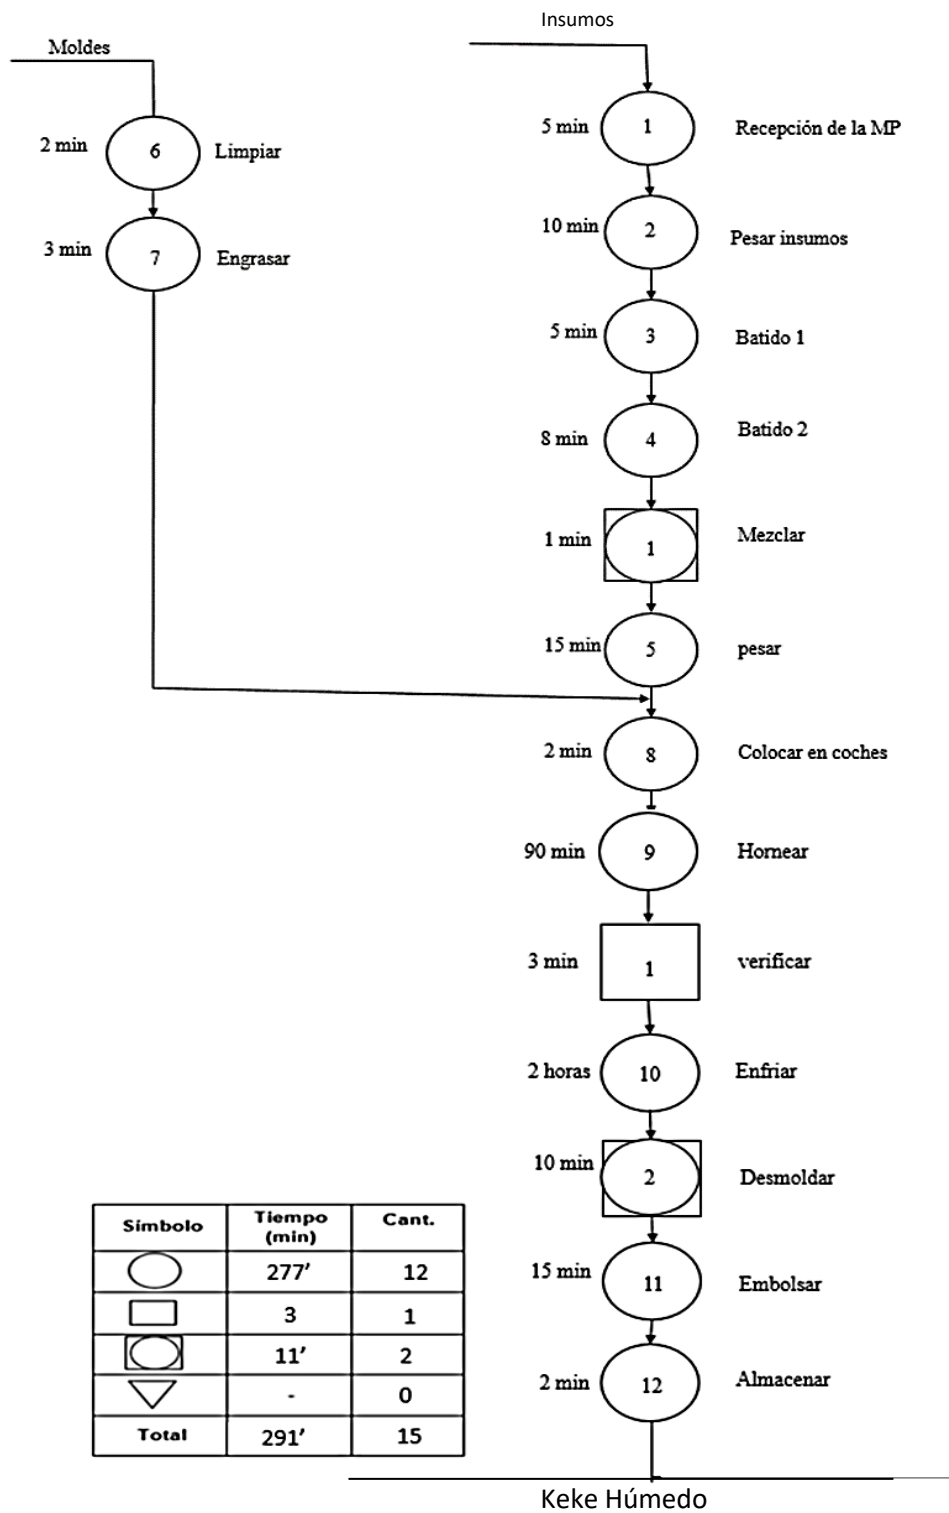 Insumos
Moldes
5 min 1 Recepción de la MP
2 min 6 Limpiar
10 min 2 Pesar insumos
3 min 7 Engrasar
5 min 3 Batido 1
8 min 4 Batido 2
1 min 1 Mezclar
15 min 5 pesar
2 min 8 Colocar en coches
90 min 9 Hornear
3 min 1 verificar
2 horas 10 Enfriar
10 min 2 Desmoldar
15 min 11 Embolsar
2 min 12 Almacenar
Símbolo Tiempo (min) Cant.
277′ 12
3 1
11′ 2
- 0
Total 291′ 15
Keke Húmedo